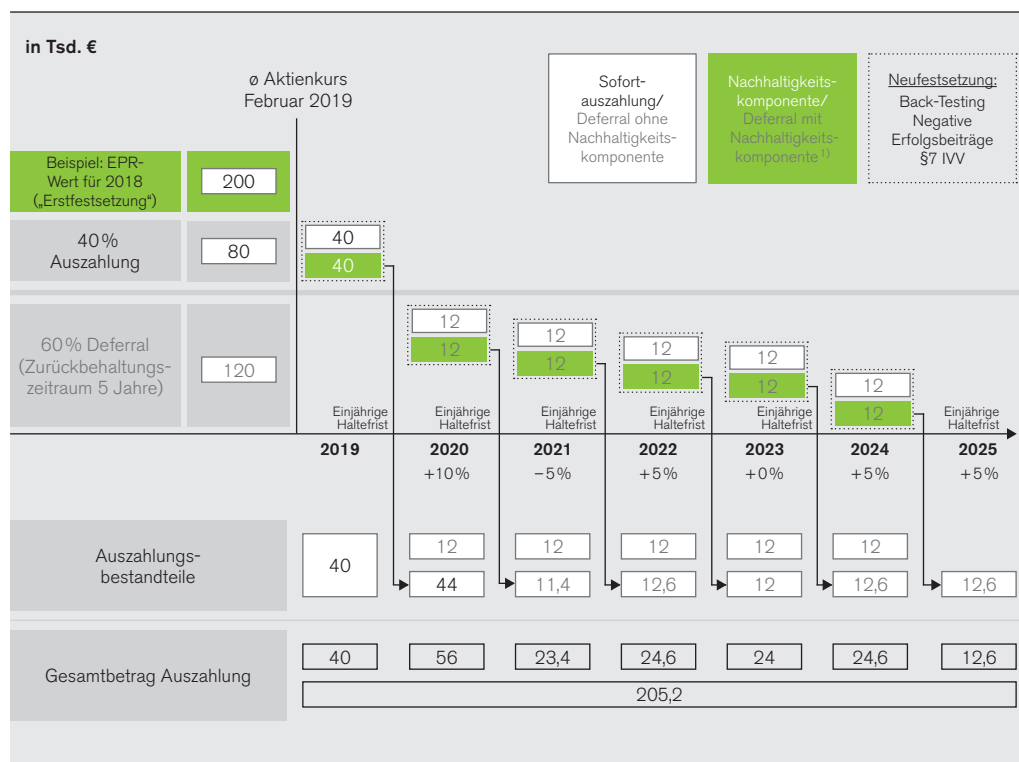 in Tsd. €
ø Aktienkurs
Februar 2019
Sofort-
auszahlung/
Deferral ohne
Nachhaltigkeits-
komponente
Nachhaltigkeits-
komponente/
Deferral mit
Nachhaltigkeits-
komponente 1)
Neufestsetzung:
Back-Testing
Negative
Erfolgsbeiträge
§7 IVV
Beispiel: EPR-
Wert für 2018
(„Erstfestsetzung“)
200
40%
Auszahlung
80
40
40
60% Deferral
(Zurückbehaltungs-
zeitraum 5 Jahre)
120
12
12
12
12
12
12
12
12
12
12
Einjährige
Haltefrist
Einjährige
Haltefrist
Einjährige
Haltefrist
Einjährige
Haltefrist
Einjährige
Haltefrist
Einjährige
Haltefrist
Einjährige
Haltefrist
2019 2020 2021 2022 2023 2024 2025
+10% –5% +5% +0% +5% +5%
Auszahlungs-
bestandteile
40
12 12 12 12 12
44 11,4 12,6 12 12,6 12,6
Gesamtbetrag Auszahlung
40 56 23,4 24,6 24 24,6 12,6
205,2